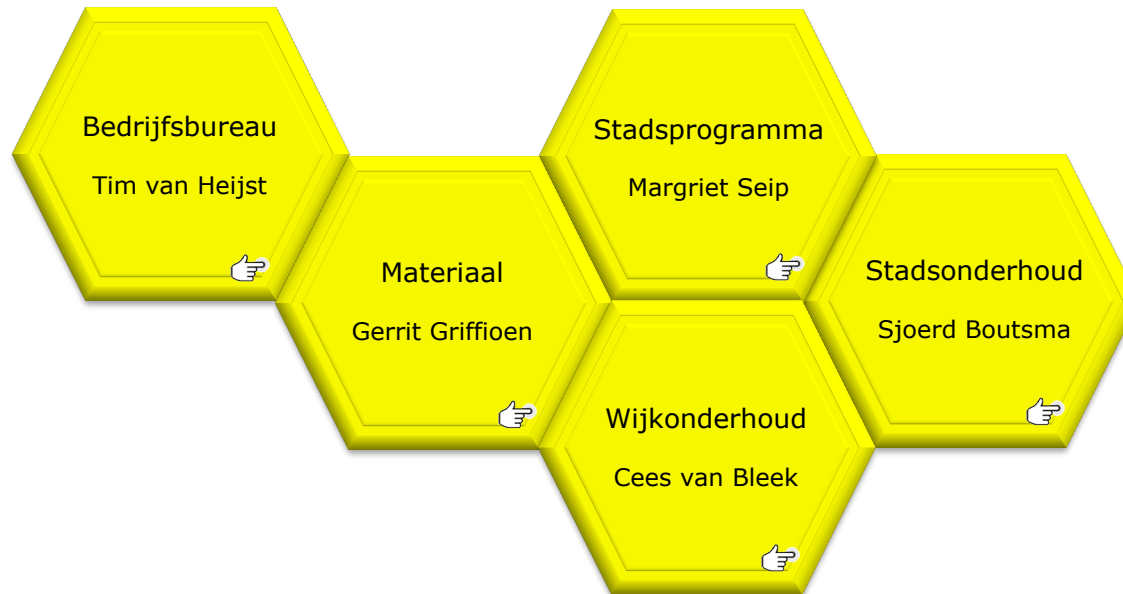 Bedrijfsbureau
Tim van Heijst
Materiaal
Gerrit Griffioen
Stadsprogramma
Margriet Seip
Wijkonderhoud
Cees van Bleek
Stadsonderhoud
Sjoerd Boutsma